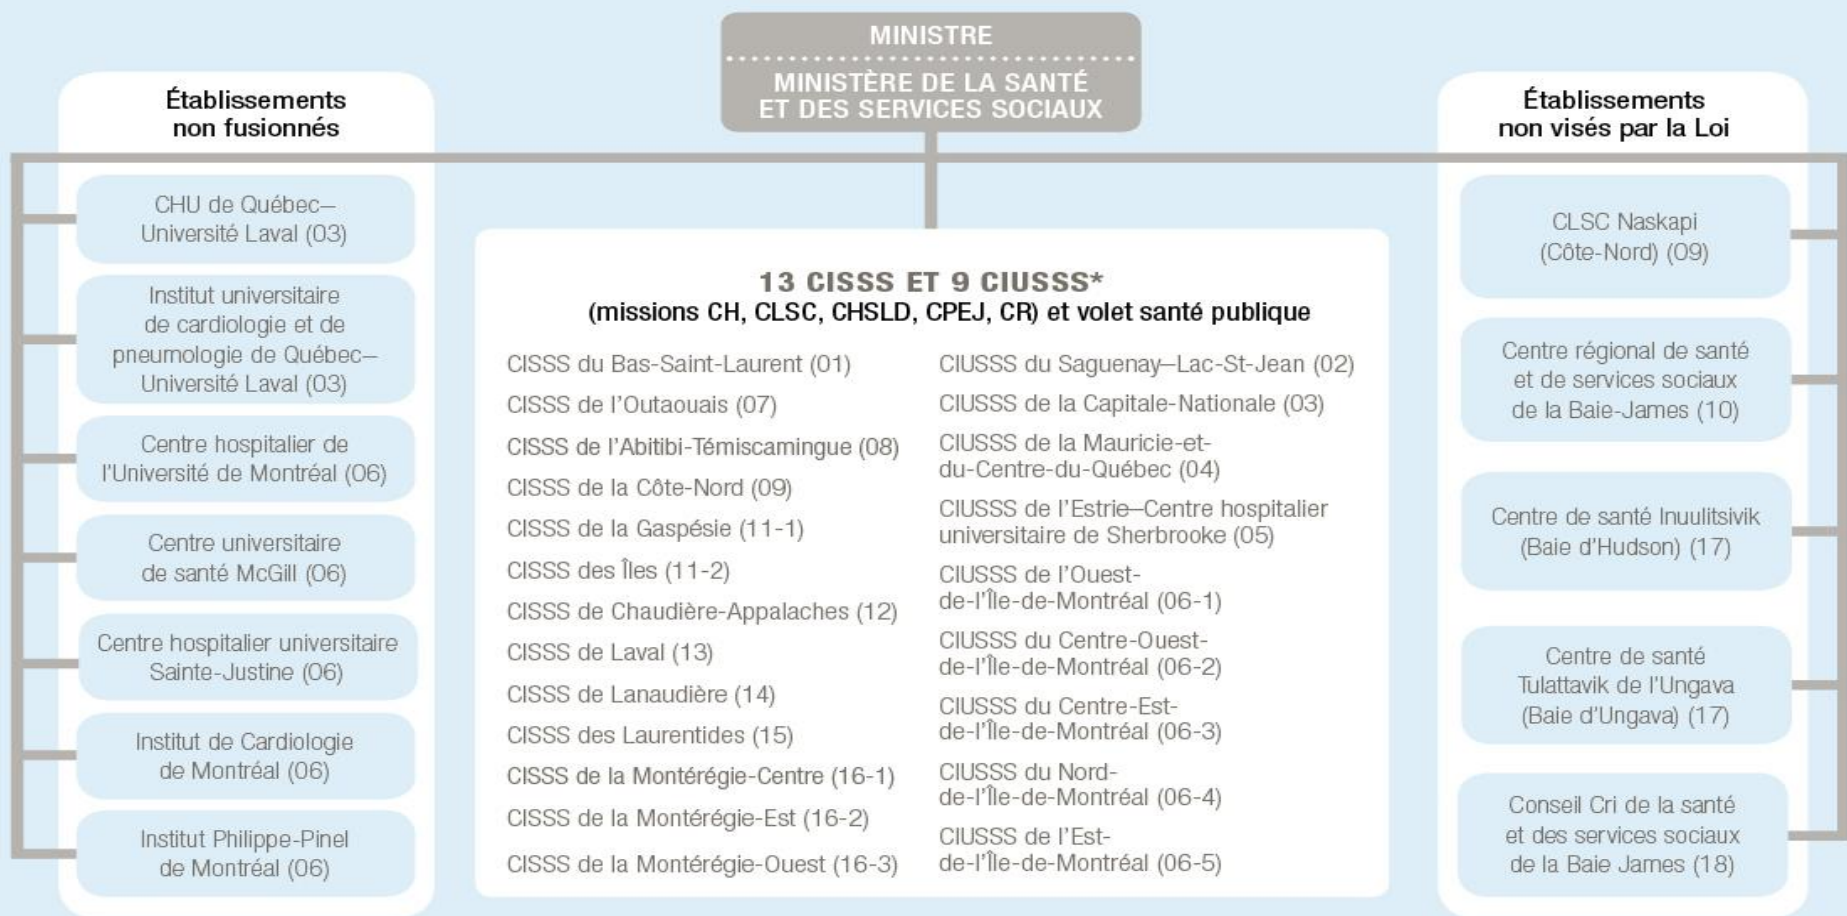 MINISTRE
MINISTÈRE DE LA SANTÉ
ET DES SERVICES SOCIAUX
Établissements
non fusionnés
CHU de Québec—
Université Laval (03)
Institut universitaire
de cardiologie et de
pneumologie de Québec—
Université Laval (03)
Centre hospitalier de
l'Université de Montréal (06)
Centre universitaire
de santé McGill (06)
Centre hospitalier universitaire
Sainte-Justine (06)
Institut de Cardiologie
de Montréal (06)
Institut Philippe-Pinel
de Montréal (06)
13 CISSS ET 9 CIUSSS*
(missions CH, CLSC, CHSLD, CPEJ, CR) et volet santé publique
CISSS du Bas-Saint-Laurent (01)
CISSS de l'Outaouais (07)
CISSS de l'Abitibi-Témiscamingue (08)
CISSS de la Côte-Nord (09)
CISSS de la Gaspésie (11-1)
CISSS des Îles (11-2)
CISSS de Chaudière-Appalaches (12)
CISSS de Laval (13)
CISSS de Lanaudière (14)
CISSS des Laurentides (15)
CISSS de la Montérégie-Centre (16-1)
CISSS de la Montérégie-Est (16-2)
CISSS de la Montérégie-Ouest (16-3)
CIUSSS du Saguenay—Lac-St-Jean (02)
CIUSSS de la Capitale-Nationale (03)
CIUSSS de la Mauricie-et-
du-Centre-du-Québec (04)
CIUSSS de l'Estrie—Centre hospitalier
universitaire de Sherbrooke (05)
CIUSSS de l'Ouest-
de-l'Île-de-Montréal (06-1)
CIUSSS du Centre-Ouest-
de-l'Île-de-Montréal (06-2)
CIUSSS du Centre-Est-
de-l'Île-de-Montréal (06-3)
CIUSSS du Nord-
de-l'Île-de-Montréal (06-4)
CIUSSS de l'Est-
de-l'Île-de-Montréal (06-5)
Établissements
non visés par la Loi
CLSC Naskapi
(Côte-Nord) (09)
Centre régional de santé
et de services sociaux
de la Baie-James (10)
Centre de santé Inuulitsivik
(Baie d'Hudson) (17)
Centre de santé
Tulattavik de l'Ungava
(Baie d'Ungava) (17)
Conseil Cri de la santé
et des services sociaux
de la Baie James (18)